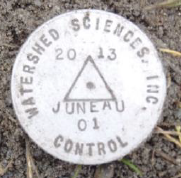 WATERSHED SCIENCES, INC.
20 13
JUNEAU
01
CONTROL